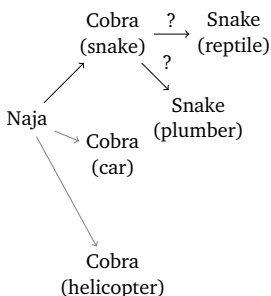 Cobra
(snake)
?
Snake
(reptile)
?
Snake
(plumber)
Naja
Cobra
(car)
Cobra
(helicopter)